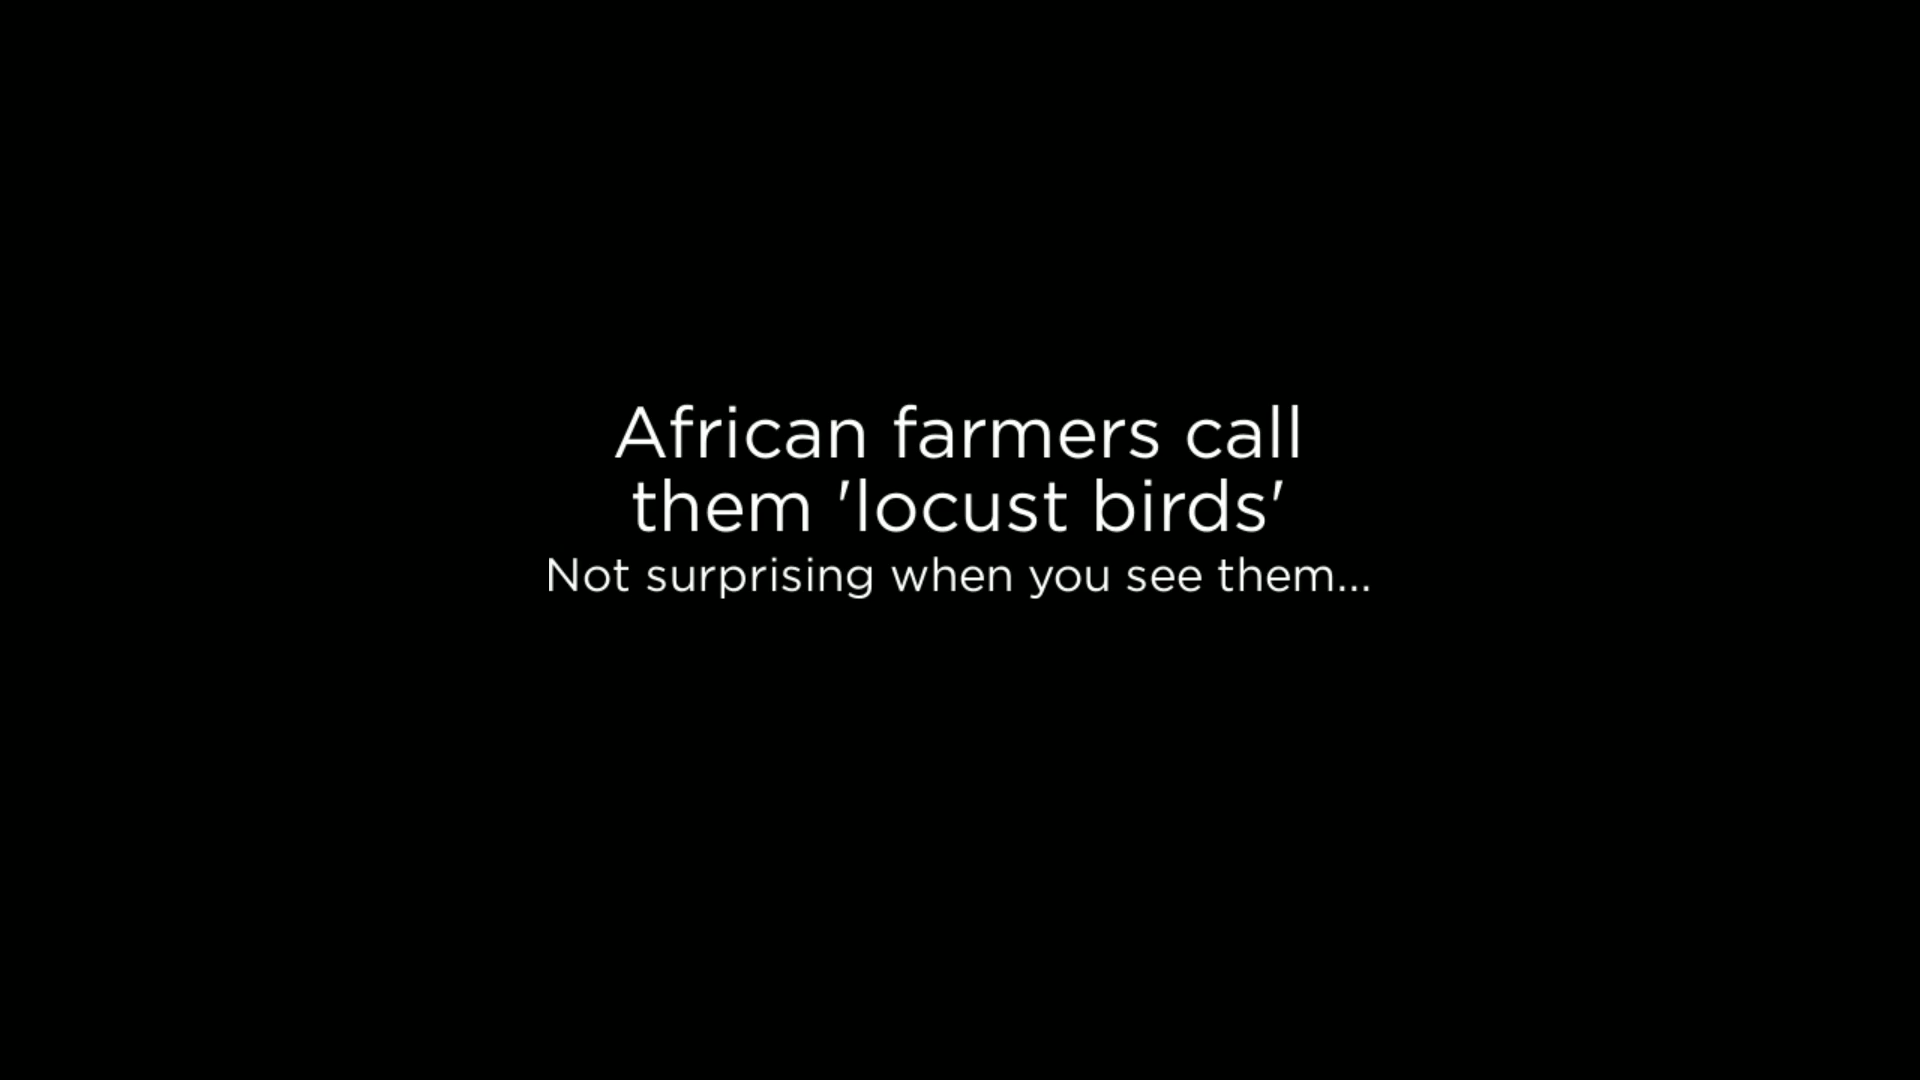 African farmers call
them 'locust birds'
Not surprising when you see them...